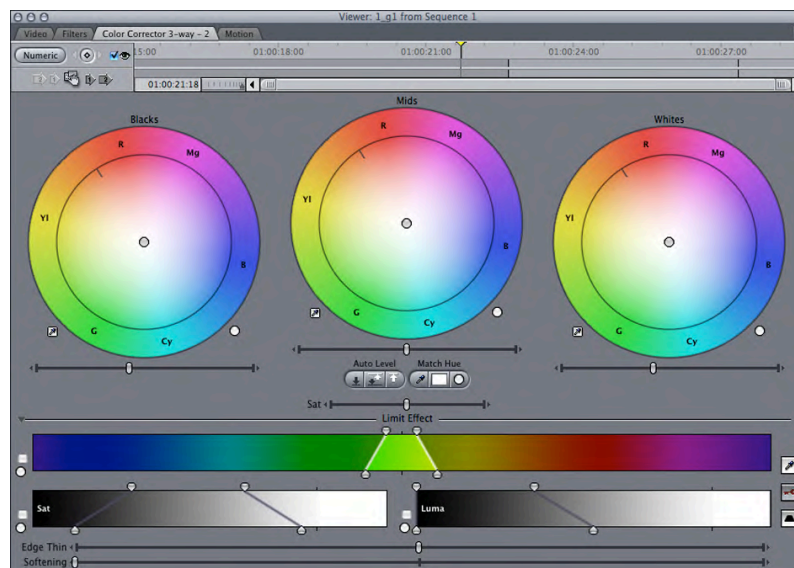 Viewer: 1_g1 from Sequence 1
Video Filters Color Corrector 3-way - 2 Motion
Numeric 15:00 01:00:18:00 01:00:21:00 01:00:24:00 01:00:27:00
01:00:21:18
Blacks Mids Whites
R Mg R Mg R Mg
Yl Yl Yl
B B B
G Cy G Cy G Cy
Auto Level Match Hue
Sat
Limit Effect
Sat Luma
Edge Thin
Softening